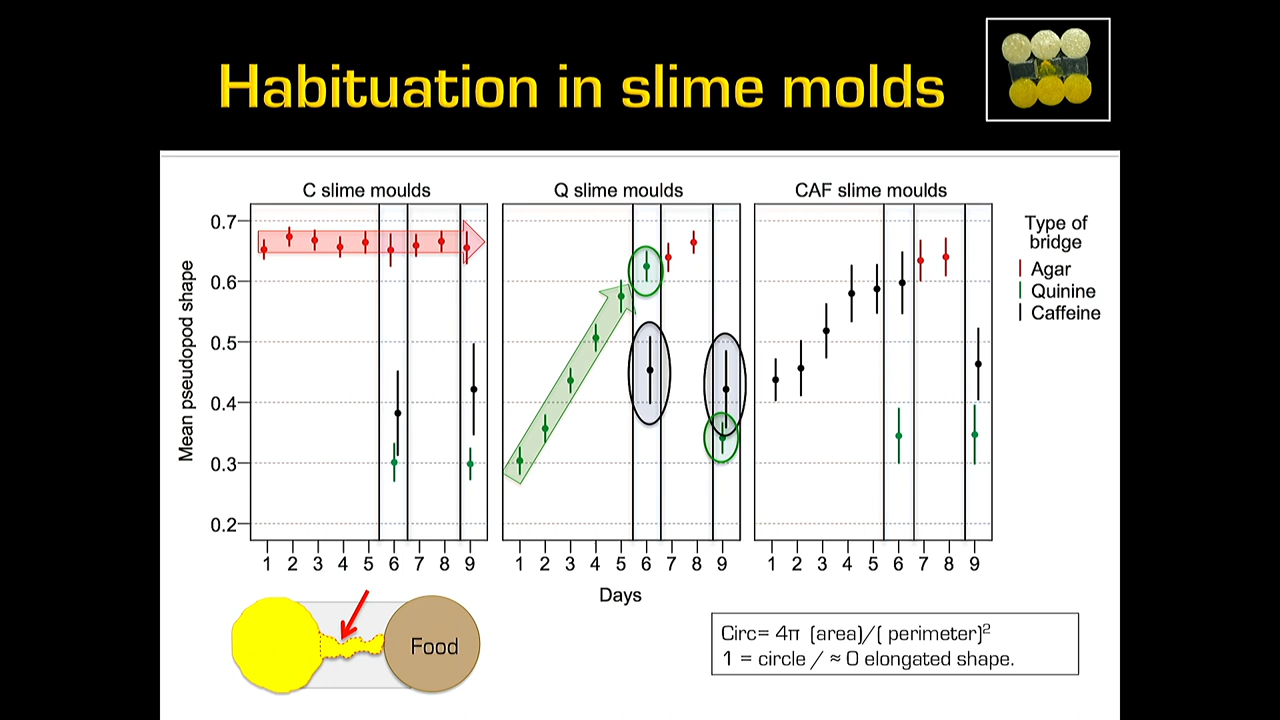 Habituation in slime molds
C slime moulds
Q slime moulds
CAF slime moulds
Mean pseudopod shape
0.7
0.6
0.5
0.4
0.3
0.2
1 2 3 4 5 6 7 8 9
1 2 3 4 5 6 7 8 9
1 2 3 4 5 6 7 8 9
Days
Type of
bridge
Agar
Quinine
Caffeine
Food
Circ= 4π (area)/( perimeter)²
1 = circle / ≈ 0 elongated shape.